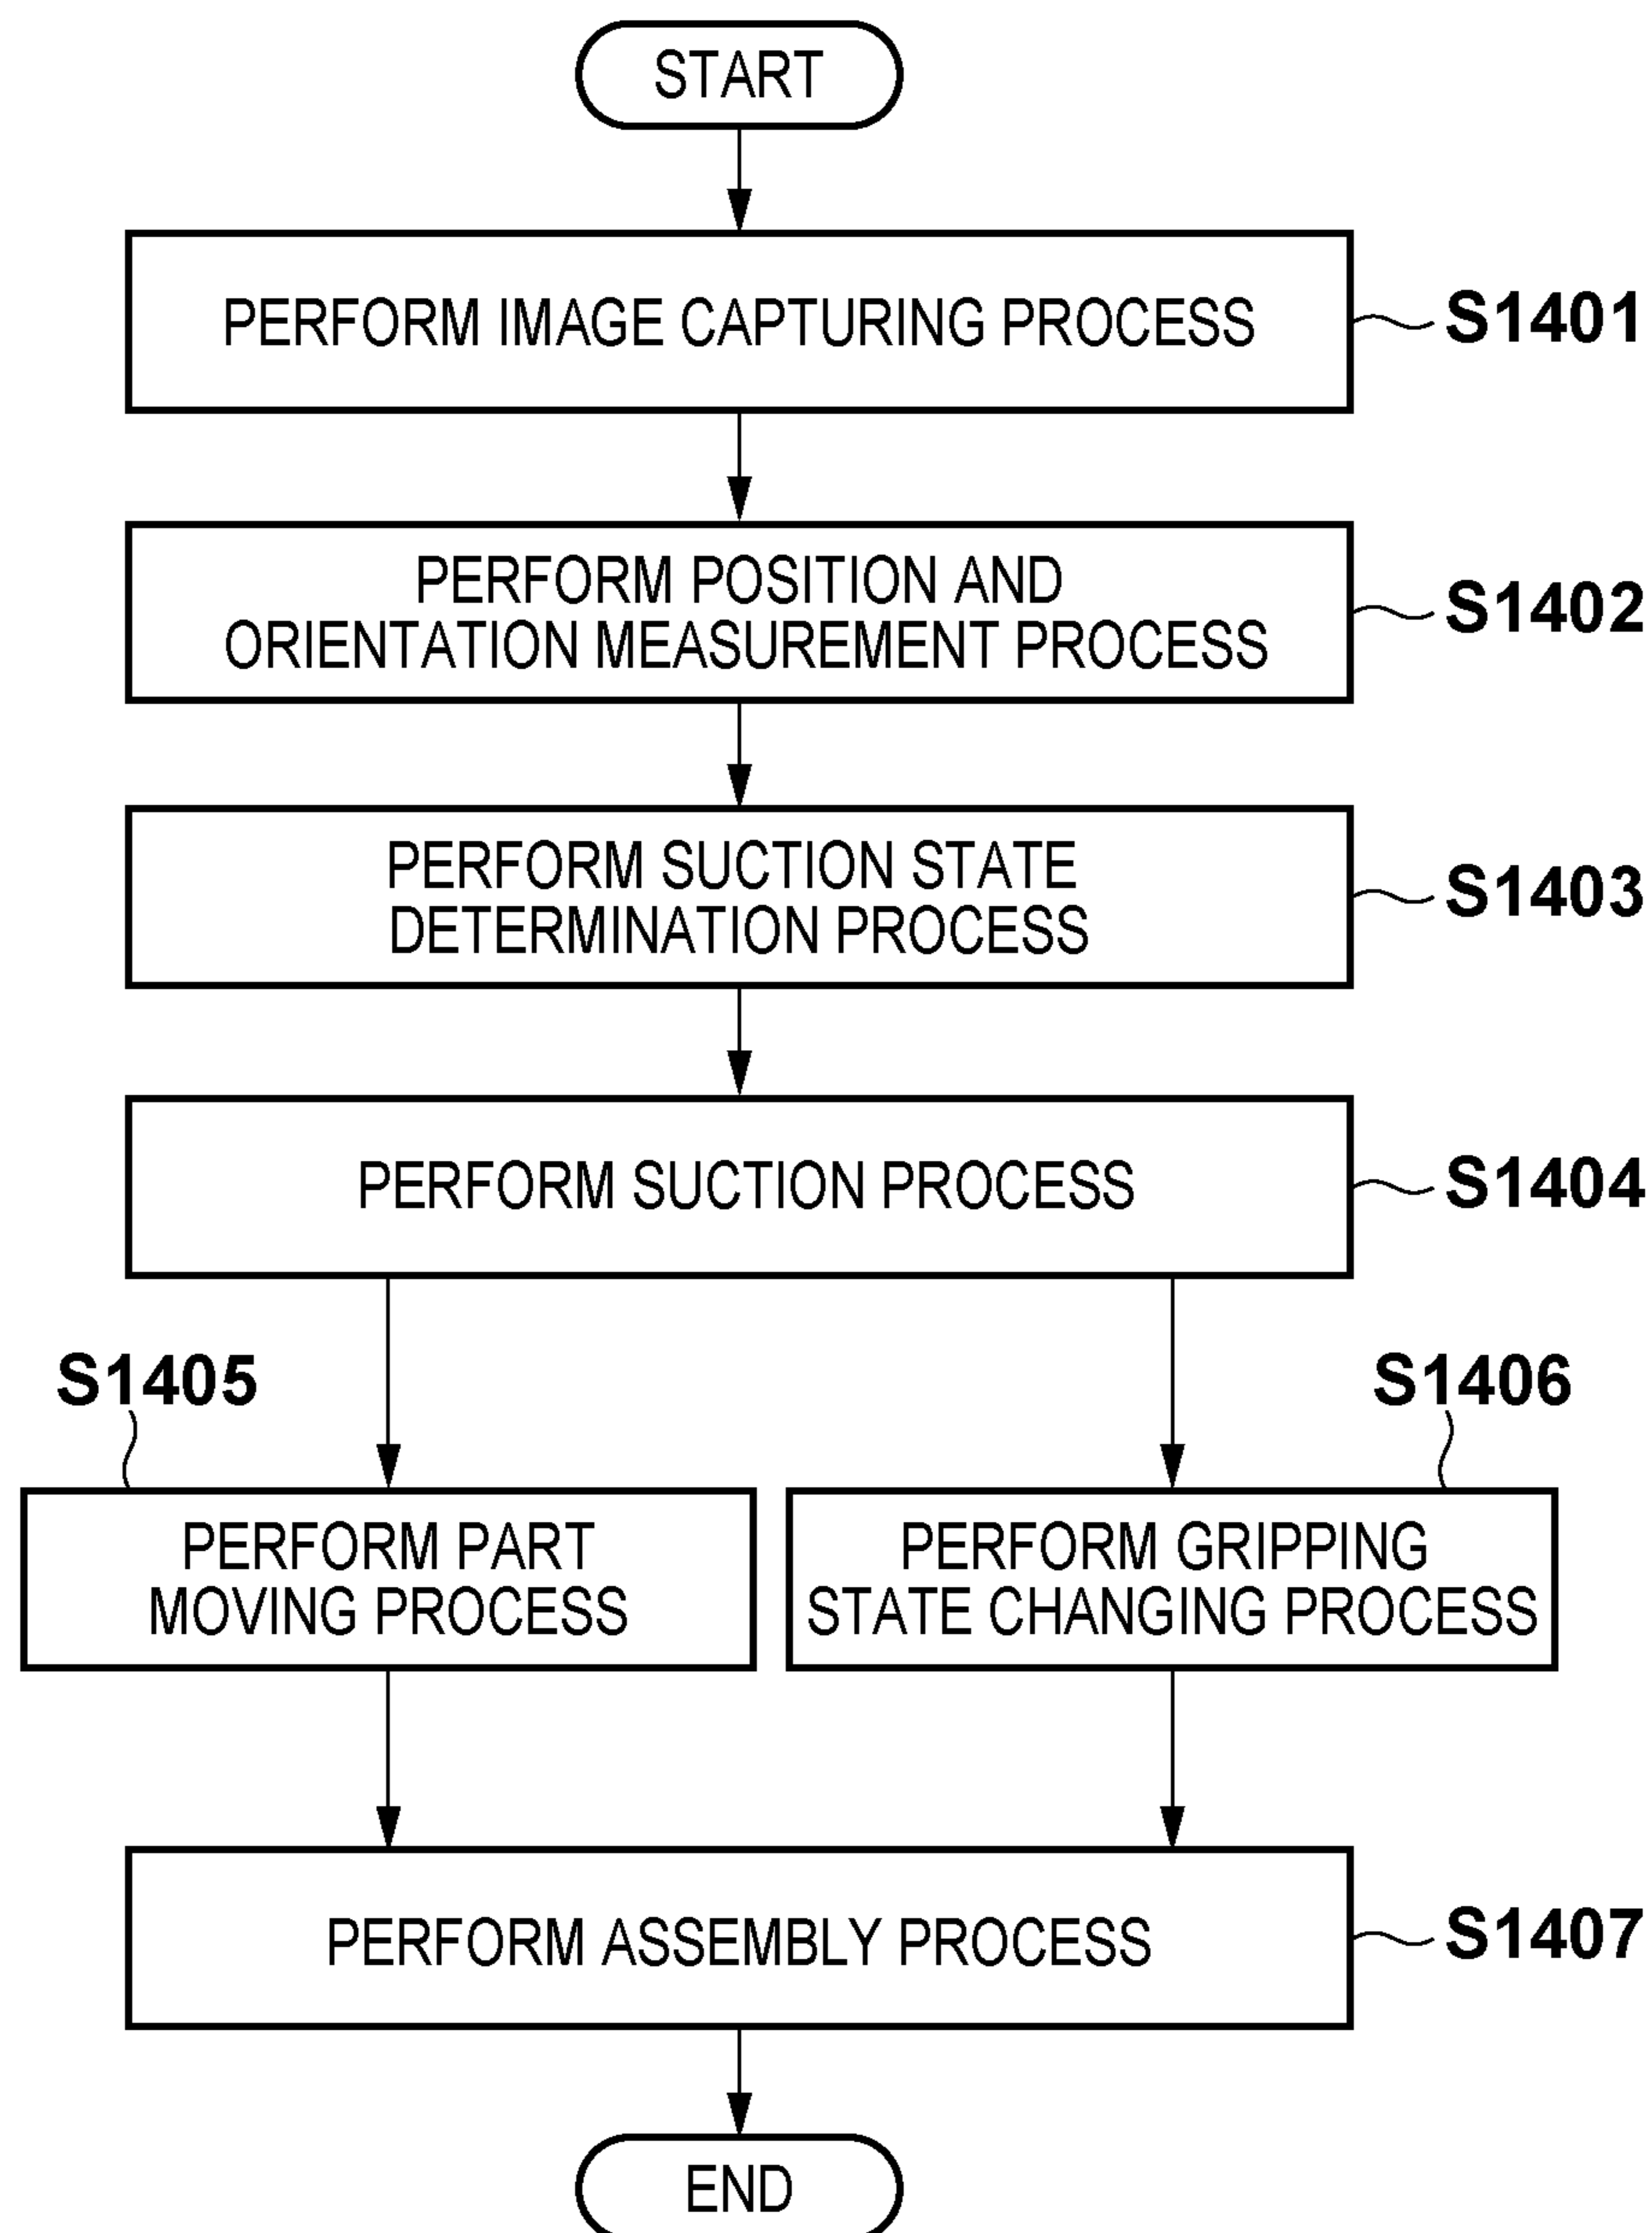 START
PERFORM IMAGE CAPTURING PROCESS
S1401
PERFORM POSITION AND
ORIENTATION MEASUREMENT PROCESS
S1402
PERFORM SUCTION STATE
DETERMINATION PROCESS
S1403
PERFORM SUCTION PROCESS
S1404
S1405
PERFORM PART
MOVING PROCESS
S1406
PERFORM GRIPPING
STATE CHANGING PROCESS
PERFORM ASSEMBLY PROCESS
S1407
END